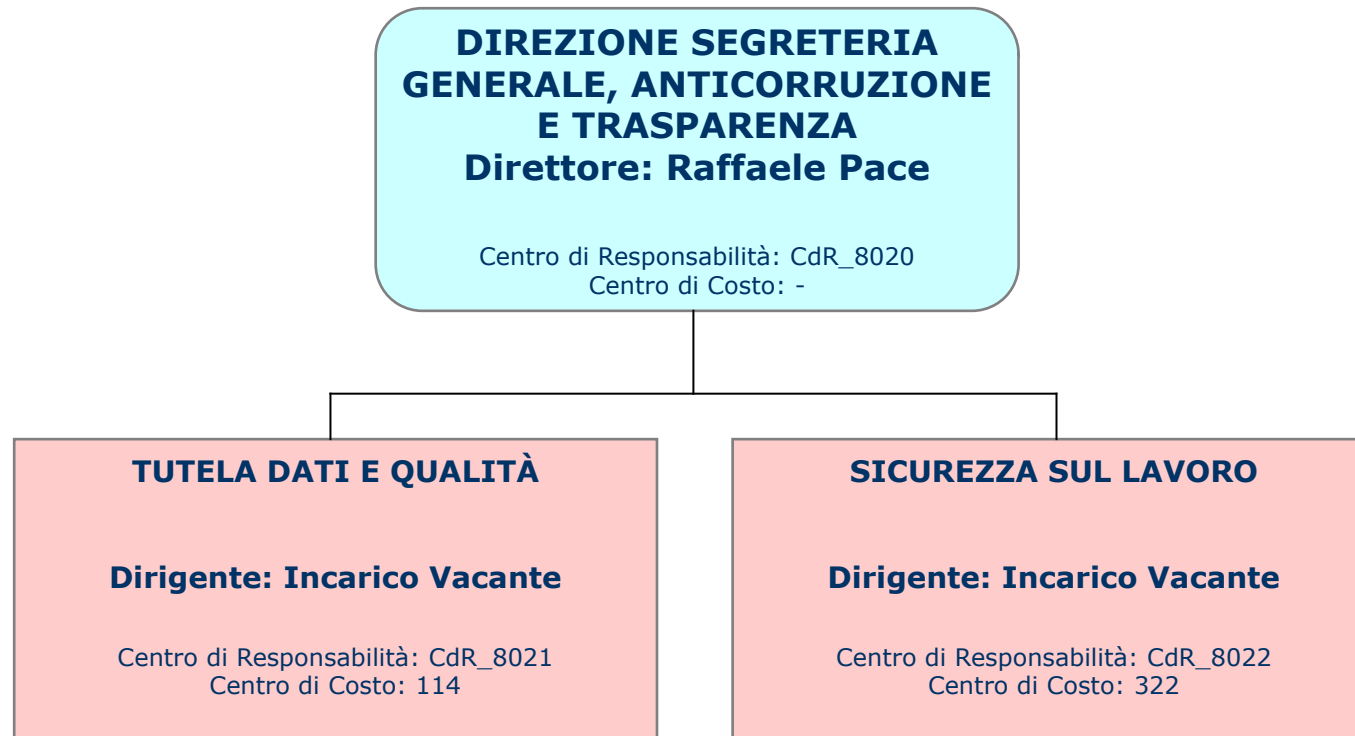 DIREZIONE SEGRETERIA
GENERALE, ANTICORRUZIONE
E TRASPARENZA
Direttore: Raffaele Pace
Centro di Responsabilità: CdR_8020
Centro di Costo: -
TUTELA DATI E QUALITÀ
Dirigente: Incarico Vacante
Centro di Responsabilità: CdR_8021
Centro di Costo: 114
SICUREZZA SUL LAVORO
Dirigente: Incarico Vacante
Centro di Responsabilità: CdR_8022
Centro di Costo: 322